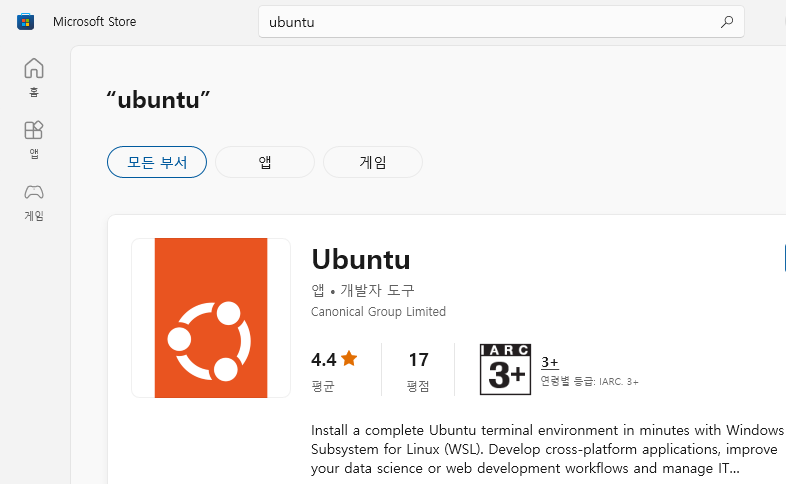 Microsoft Store
ubuntu
홈
앱
게임
“ubuntu”
모든 부서
앱
게임
Ubuntu
앱 • 개발자 도구
Canonical Group Limited
4.4
평균
17
평점
IARC
3+
3+
연령별 등급: IARC. 3+
Install a complete Ubuntu terminal environment in minutes with Windows
Subsystem for Linux (WSL). Develop cross-platform applications, improve
your data science or web development workflows and manage IT...